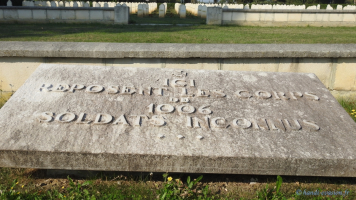 ICI
REPOSENT LES CORPS
DE
1006
SOLDATS INCONNUS